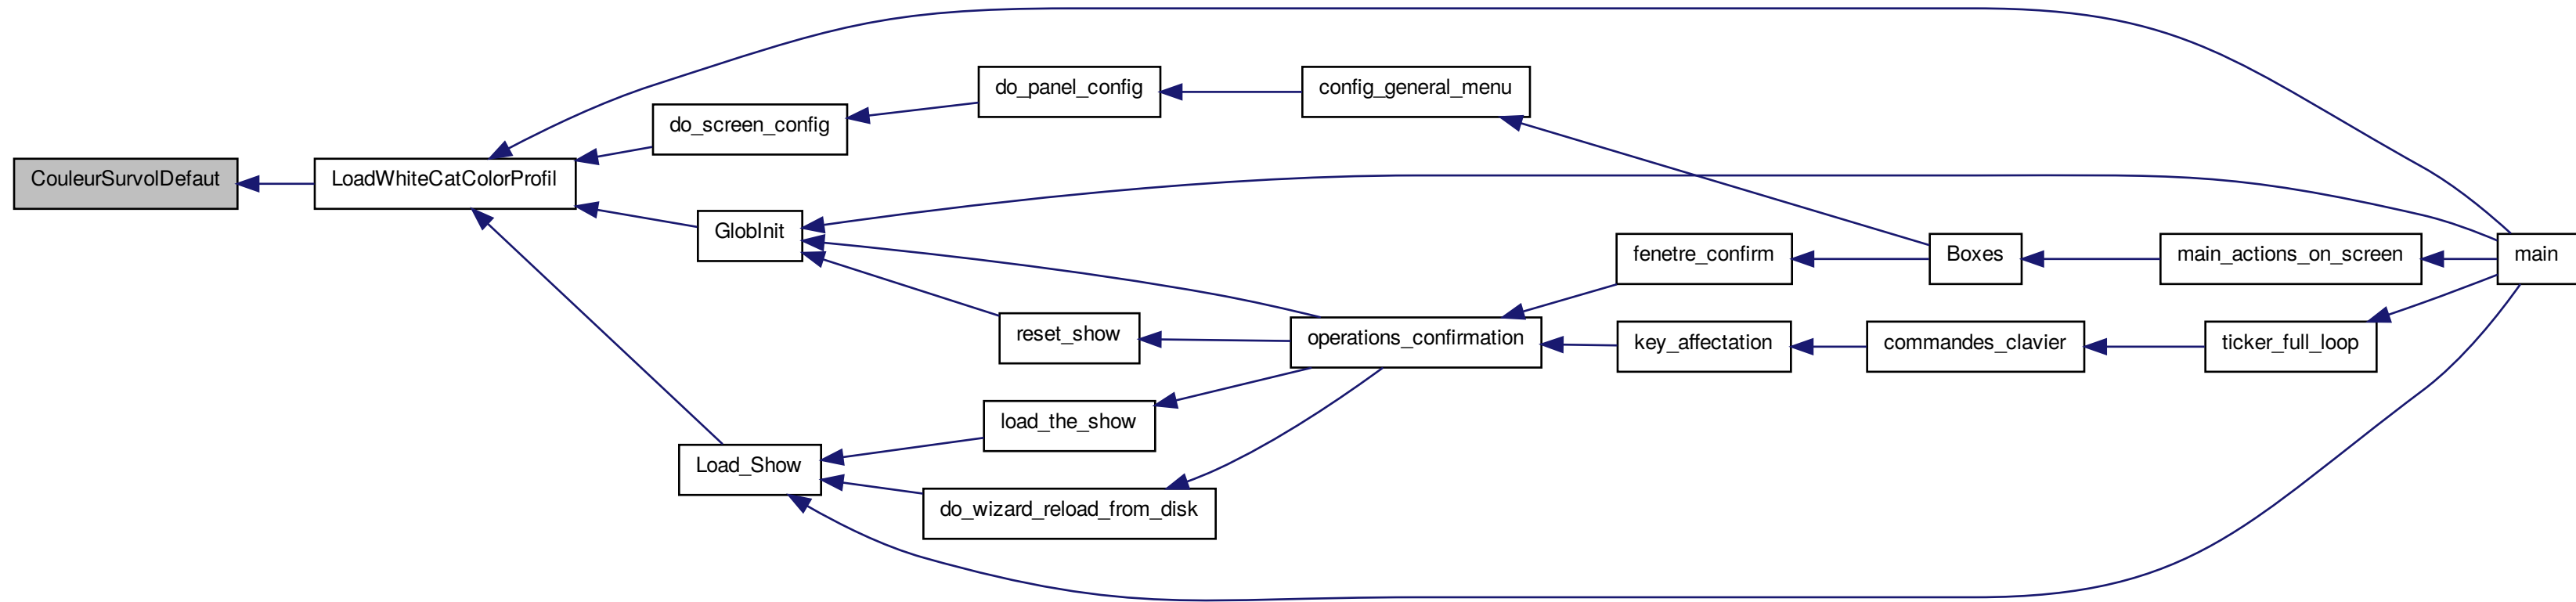 CouleurSurvolDefaut
LoadWhiteCatColorProfil
do_screen_config
do_panel_config
config_general_menu
GlobInit
fenetre_confirm
Boxes
main_actions_on_screen
main
reset_show
operations_confirmation
key_affectation
commandes_clavier
ticker_full_loop
load_the_show
Load_Show
do_wizard_reload_from_disk